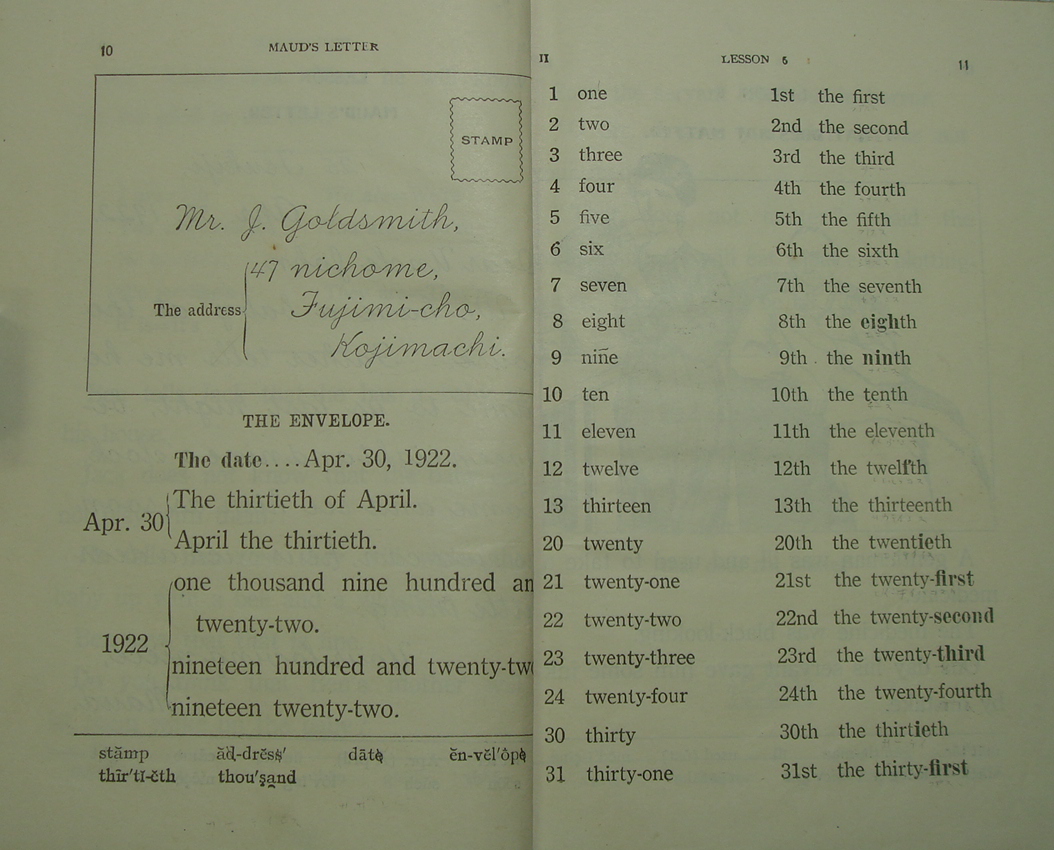 10 MAUD'S LETTER
STAMP
Mr. J. Goldsmith,
47 nichome,
The address
Fujimi-cho,
Kojimachi.
THE ENVELOPE.
The date....Apr. 30, 1922.
The thirtieth of April.
Apr. 30
April the thirtieth.
one thousand nine hundred an
twenty-two.
1922
nineteen hundred and twenty-tw
nineteen twenty-two.
stămp ăd-drĕss' dātе ĕn-vĕl'ôpe
thĩr'tĭ-ĕth thou'şand
II LESSON 6 11
1 one 1st the first
2 two 2nd the second
3 three 3rd the third
4 four 4th the fourth
5 five 5th the fifth
6 six 6th the sixth
7 seven 7th the seventh
8 eight 8th the eighth
9 nine 9th the ninth
10 ten 10th the tenth
11 eleven 11th the eleventh
12 twelve 12th the twelfth
13 thirteen 13th the thirteenth
20 twenty 20th the twentieth
21 twenty-one 21st the twenty-first
22 twenty-two 22nd the twenty-second
23 twenty-three 23rd the twenty-third
24 twenty-four 24th the twenty-fourth
30 thirty 30th the thirtieth
31 thirty-one 31st the thirty-first